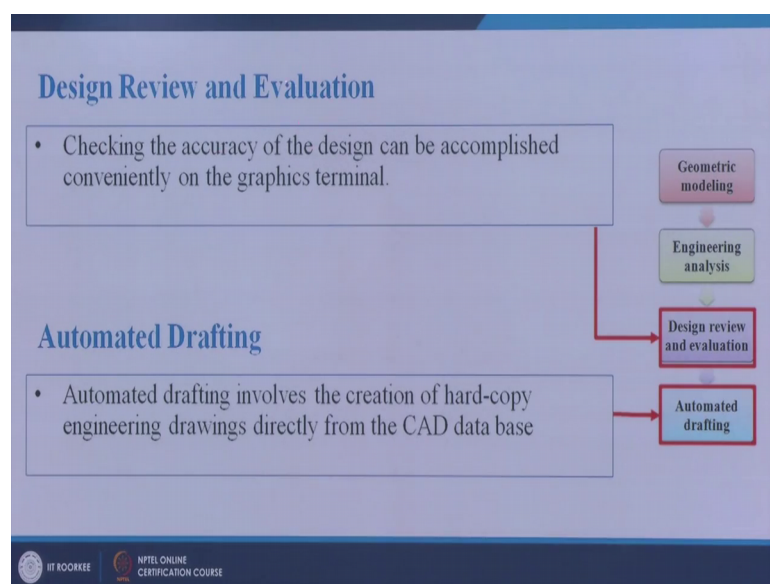 Design Review and Evaluation
• Checking the accuracy of the design can be accomplished
conveniently on the graphics terminal.
Automated Drafting
• Automated drafting involves the creation of hard-copy
engineering drawings directly from the CAD data base
Geometric
modeling
Engineering
analysis
Design review
and evaluation
Automated
drafting
IIT ROORKEE
NPTEL
NPTEL ONLINE
CERTIFICATION COURSE